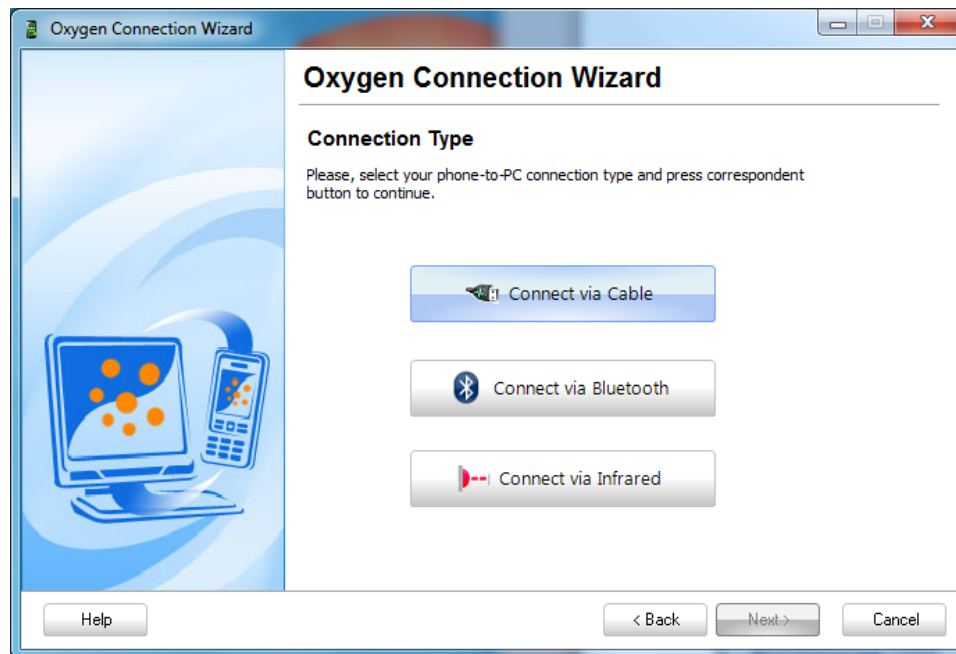 Oxygen Connection Wizard
Oxygen Connection Wizard
Connection Type
Please, select your phone-to-PC connection type and press correspondent
button to continue.
Connect via Cable
Connect via Bluetooth
Connect via Infrared
Help
< Back
Next >
Cancel